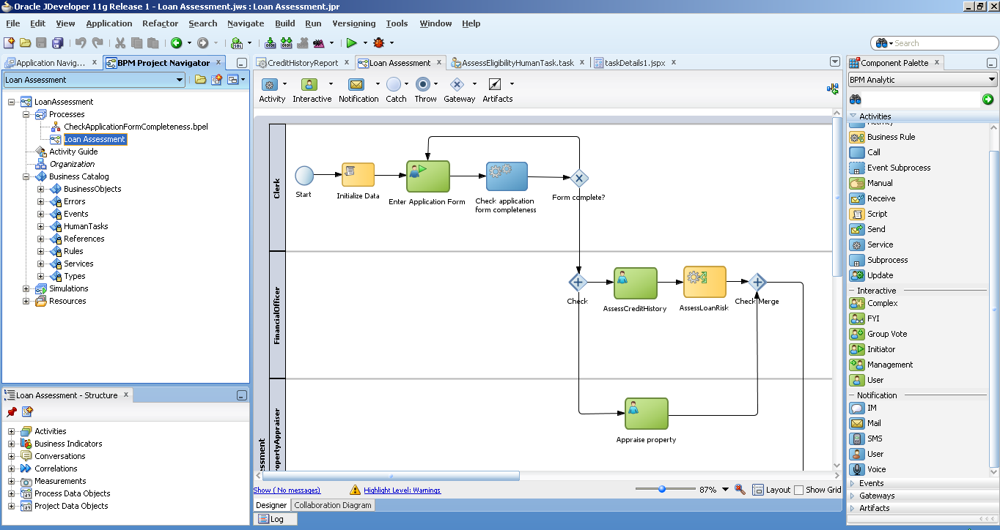 Oracle JDeveloper 11g Release 1 - Loan Assessment.jws : Loan Assessment.jpr
File Edit View Application Refactor Search Navigate Build Run Versioning Tools Window Help
Search
Application Navig...
BPM Project Navigator
Loan Assessment
LoanAssessment
Processes
CheckApplicationFormCompleteness.bpel
Loan Assessment
Activity Guide
Organization
Business Catalog
BusinessObjects
Errors
Events
HumanTasks
References
Rules
Services
Types
Simulations
Resources
Loan Assessment - Structure
Activities
Business Indicators
Conversations
Correlations
Measurements
Process Data Objects
Project Data Objects
CreditHistoryReport
Loan Assessment
AssessEligibilityHumanTask.task
taskDetails1.jspx
Activity Interactive Notification Catch Throw Gateway Artifacts
Clerk
Start
Initialize Data
Enter Application Form
Check application
form completeness
Form complete?
FinancialOfficer
Check
AssessCreditHistory
AssessLoanRisk
Check Merge
PropertyAppraiser
Appraise property
Show ( No messages)
Highlight Level: Warnings
87%
Layout
Show Grid
Designer
Collaboration Diagram
Log
Component Palette
BPM Analytic
Activities
Business Rule
Call
Event Subprocess
Manual
Receive
Script
Send
Service
Subprocess
Update
Interactive
Complex
FYI
Group Vote
Initiator
Management
User
Notification
IM
Mail
SMS
User
Voice
Events
Gateways
Artifacts